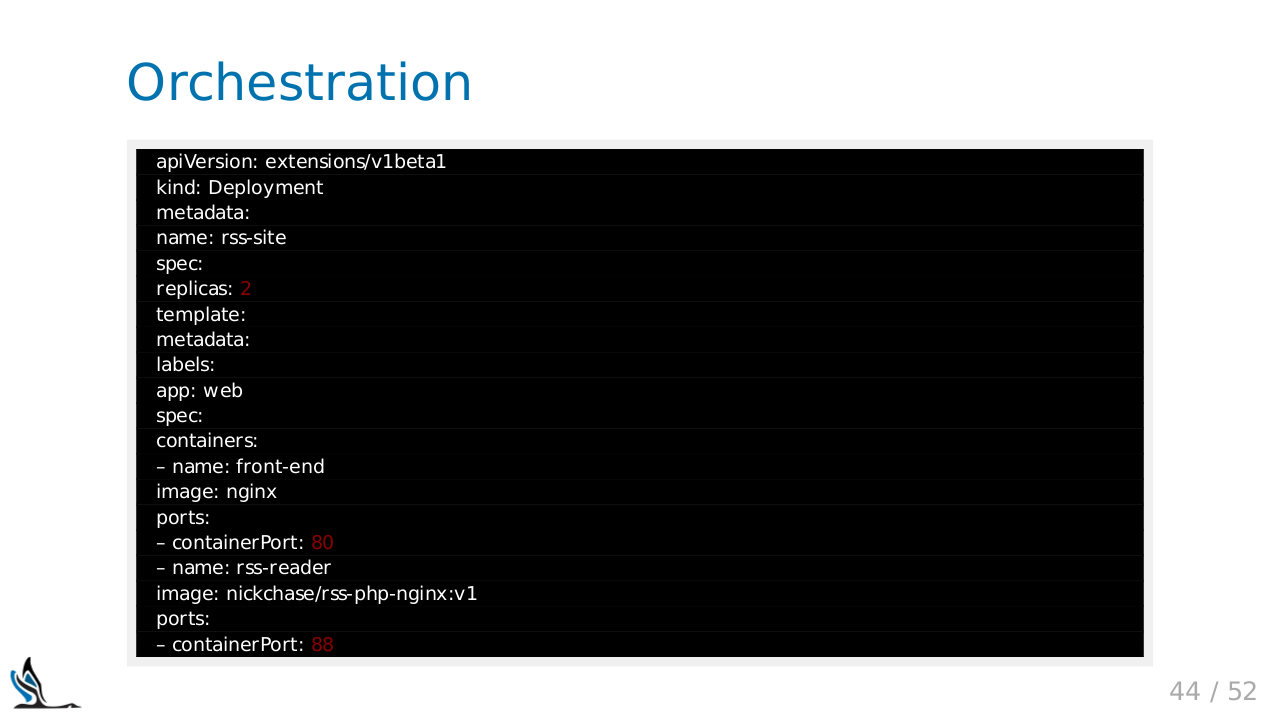 Orchestration
apiVersion: extensions/v1beta1
kind: Deployment
metadata:
name: rss-site
spec:
replicas: 2
template:
metadata:
labels:
app: web
spec:
containers:
– name: front-end
image: nginx
ports:
– containerPort: 80
– name: rss-reader
image: nickchase/rss-php-nginx:v1
ports:
– containerPort: 88
44 / 52